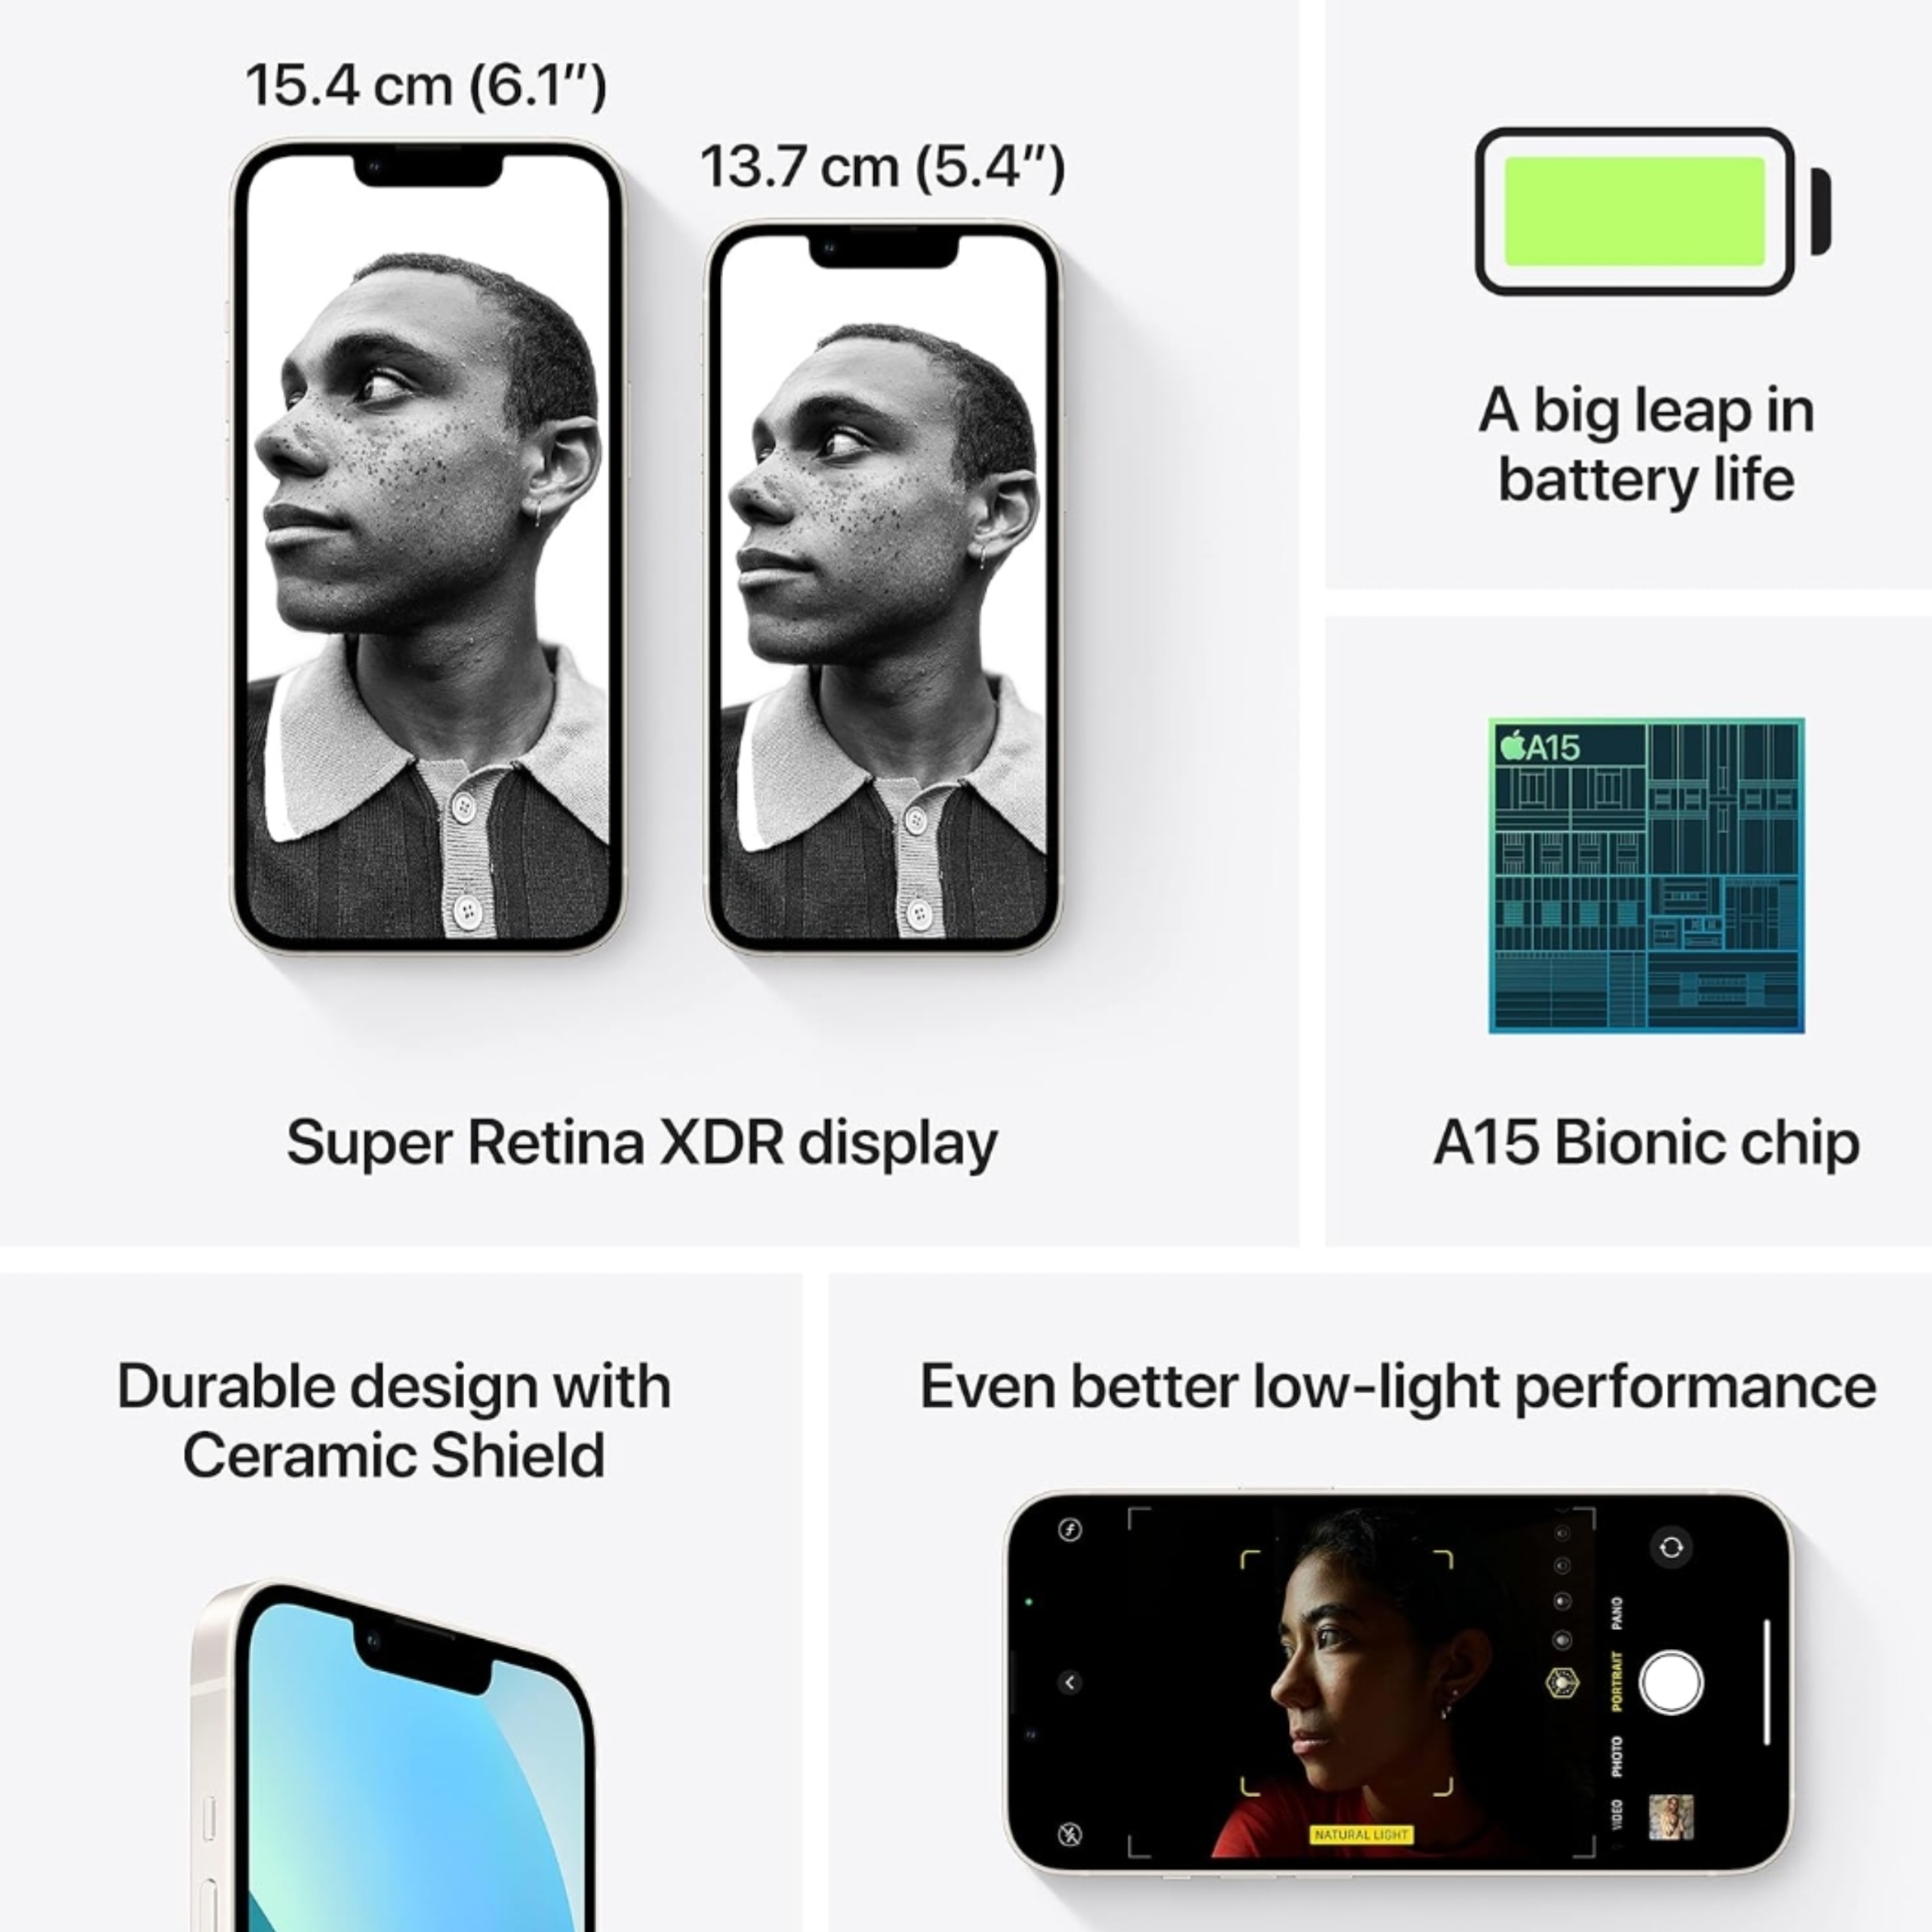 15.4 cm (6.1″)
13.7 cm (5.4″)
Super Retina XDR display
A big leap in
battery life
A15
A15 Bionic chip
Durable design with
Ceramic Shield
Even better low-light performance
PANO
PORTRAIT
PHOTO
VIDEO
NATURAL LIGHT